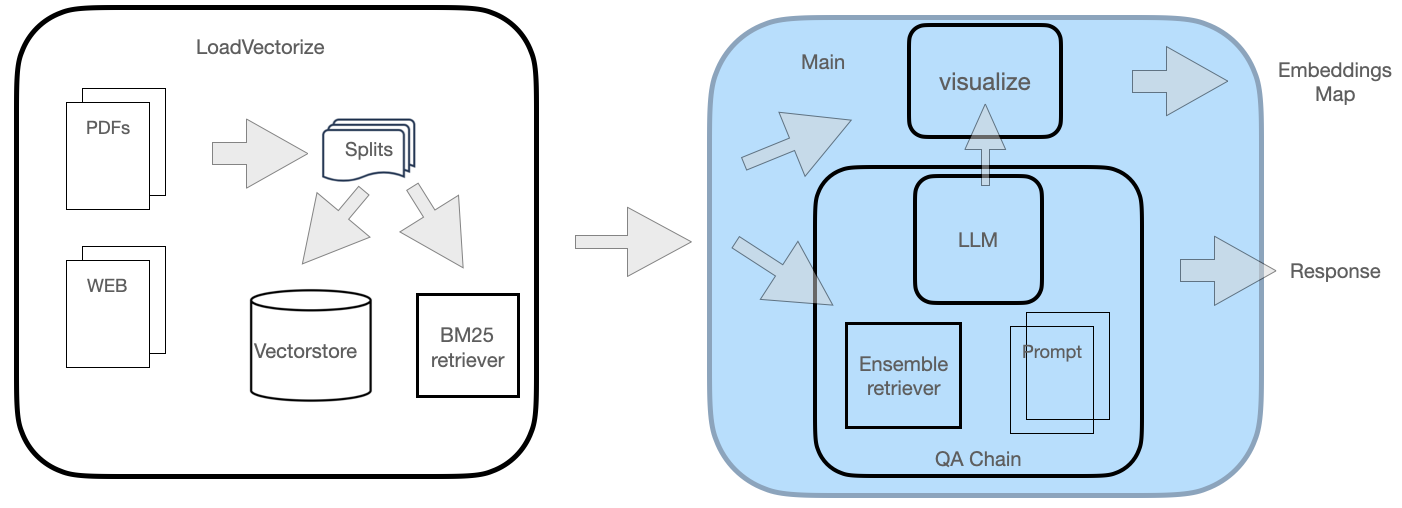 LoadVectorize
PDFs
Splits
WEB
Vectorstore
BM25
retriever
Main
visualize
LLM
Ensemble
retriever
Prompt
QA Chain
Embeddings
Map
Response